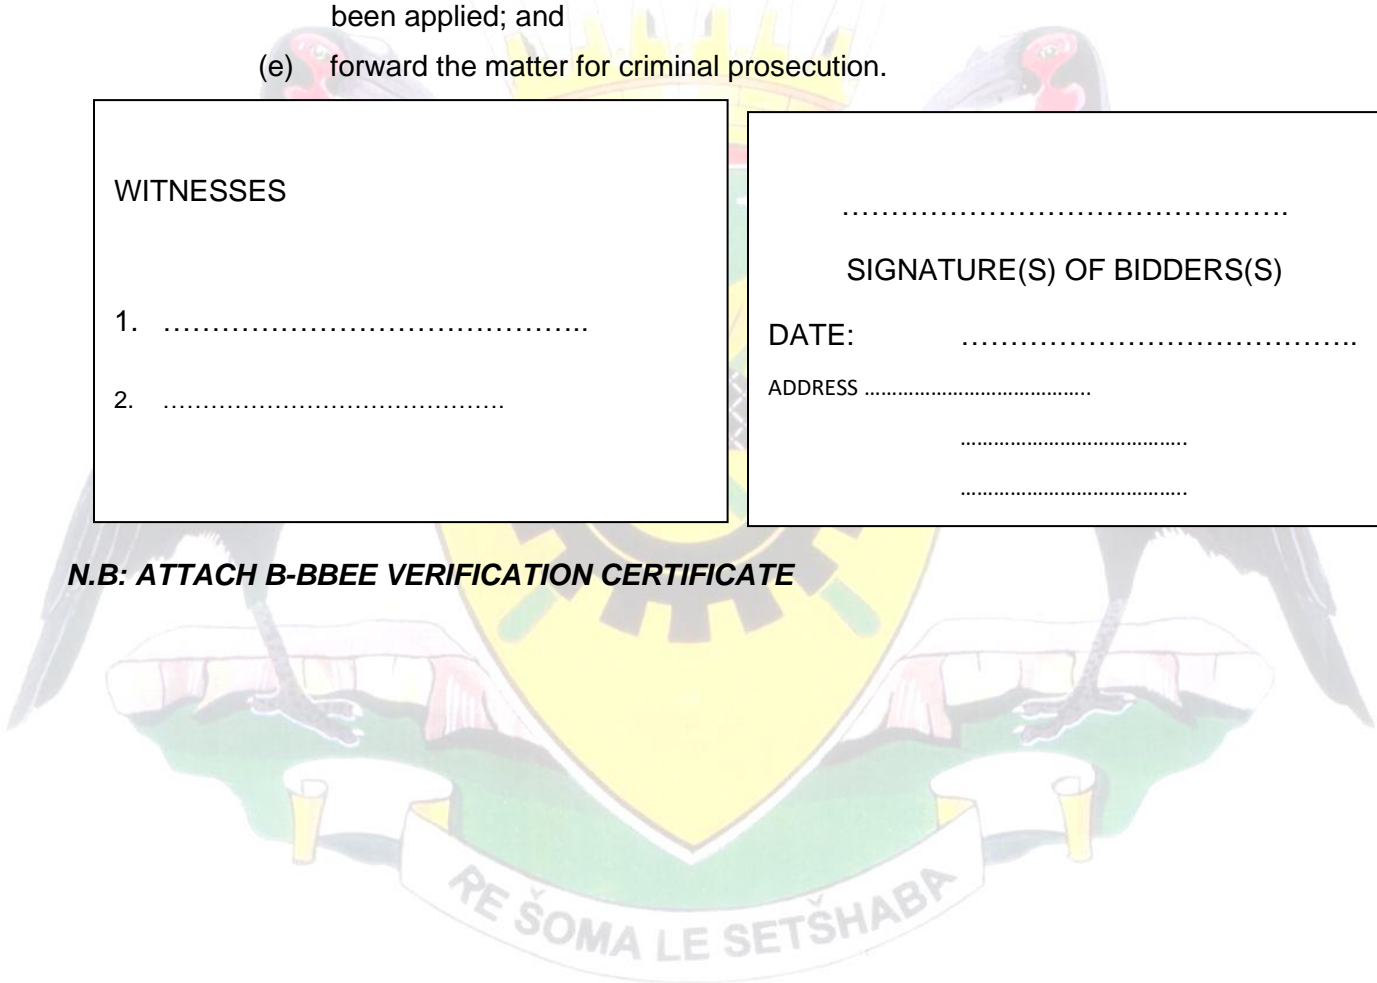 been applied; and
(e) forward the matter for criminal prosecution.
WITNESSES
1. ……………………………………..
2. …………………………………….
……………………………………….
SIGNATURE(S) OF BIDDERS(S)
DATE: …………………………………..
ADDRESS …………………………………..
…………………………………..
…………………………………..
N.B: ATTACH B-BBEE VERIFICATION CERTIFICATE
RE ŠOMA LE SETŠHABA